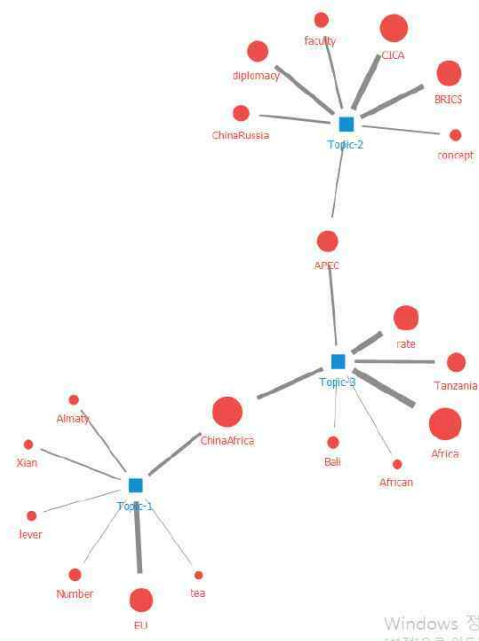 faculty
CICA
diplomacy
BRICS
ChinaRussia
Topic-2
concept
APEC
rate
Topic-3
Tanzania
Almaty
ChinaAfrica
Africa
Xian
Bali
African
Topic-1
lever
Number
tea
EU
Windows 정